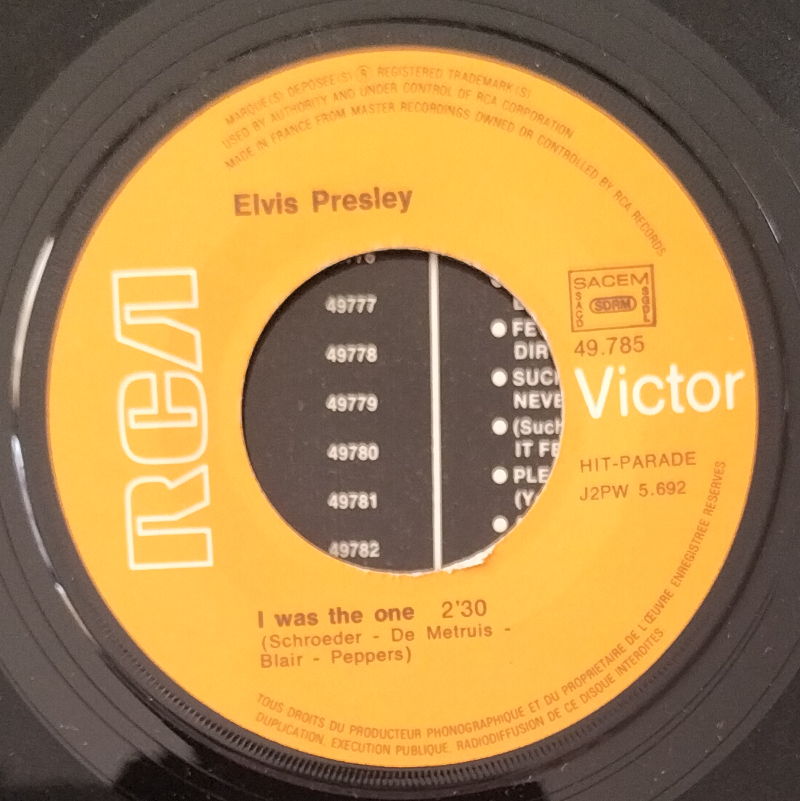 MARQUE(S) DEPOSEE(S) ® REGISTERED TRADEMARK(S)
USED BY AUTHORITY AND UNDER CONTROL OF RCA CORPORATION
MADE IN FRANCE FROM MASTER RECORDINGS OWNED OR CONTROLLED BY RCA RECORDS
Elvis Presley
RCA
SACEM
SACD
SDRM
SGDL
49.785
Victor
HIT-PARADE
J2PW 5.692
49777
49778
49779
49780
49781
49782
FE
DIR
SUCH
NEVE
(Such
IT FE
PLE
I was the one 2'30
(Schroeder - De Metruis -
Blair - Peppers)
TOUS DROITS DU PRODUCTEUR PHONOGRAPHIQUE ET DU PROPRIETAIRE DE L'ŒUVRE ENREGISTREE RESERVES
DUPLICATION, EXECUTION PUBLIQUE, RADIODIFFUSION DE CE DISQUE INTERDITES